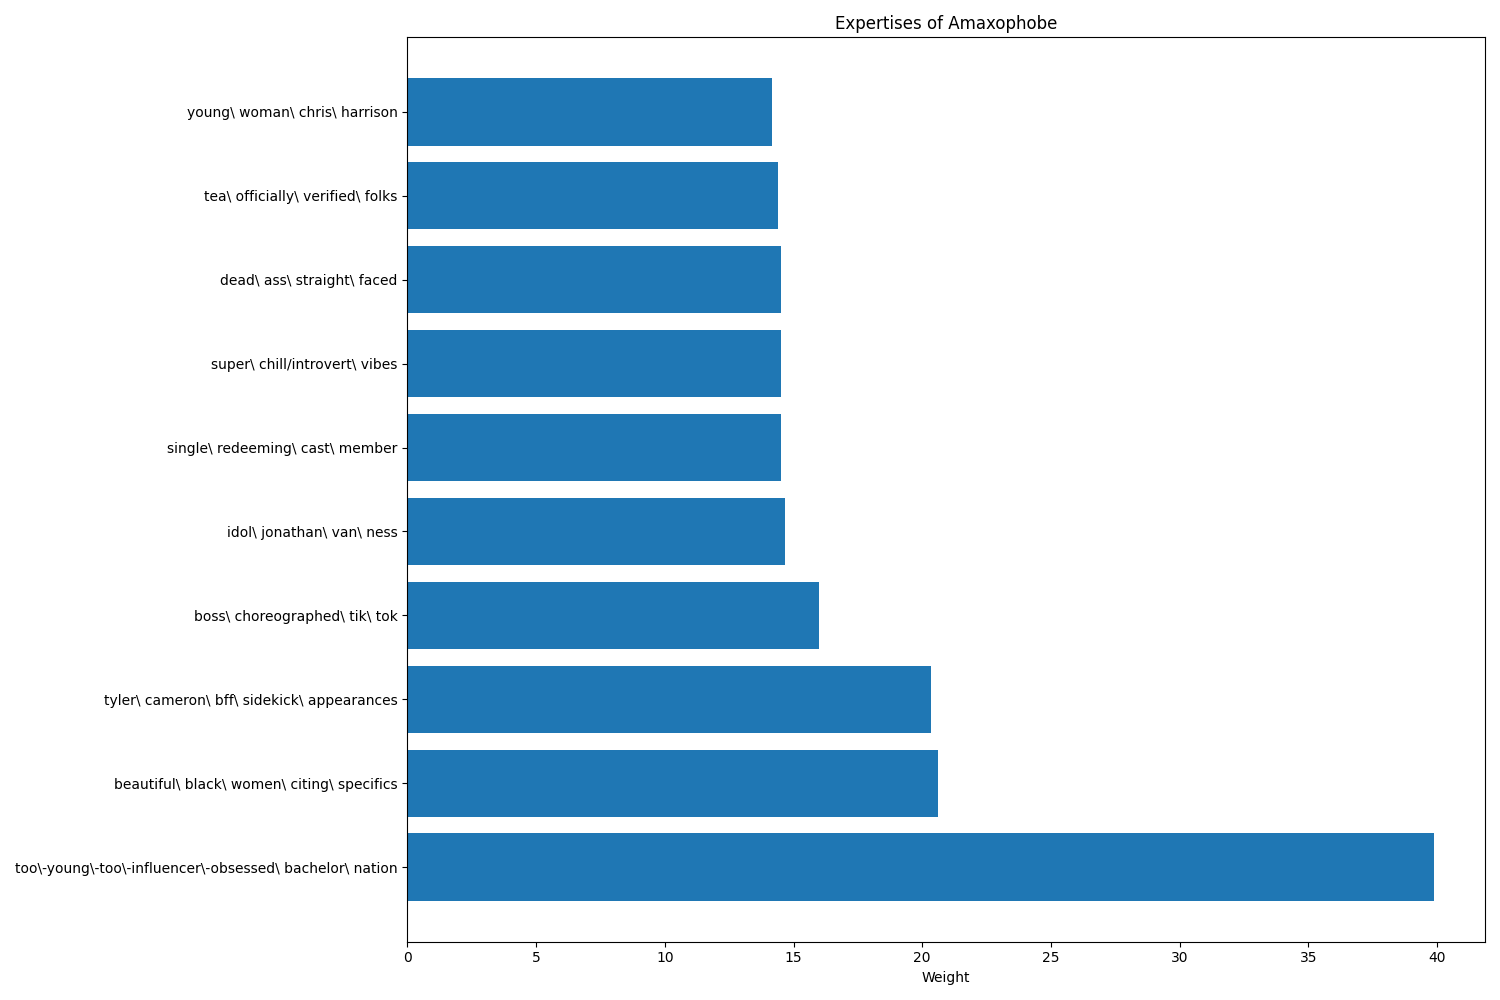 Expertises of Amaxophobe
young\ woman\ chris\ harrison
tea\ officially\ verified\ folks
dead\ ass\ straight\ faced
super\ chill/introvert\ vibes
single\ redeeming\ cast\ member
idol\ jonathan\ van\ ness
boss\ choreographed\ tik\ tok
tyler\ cameron\ bff\ sidekick\ appearances
beautiful\ black\ women\ citing\ specifics
too\-young\-too\-influencer\-obsessed\ bachelor\ nation
0 5 10 15 20 25 30 35 40
Weight